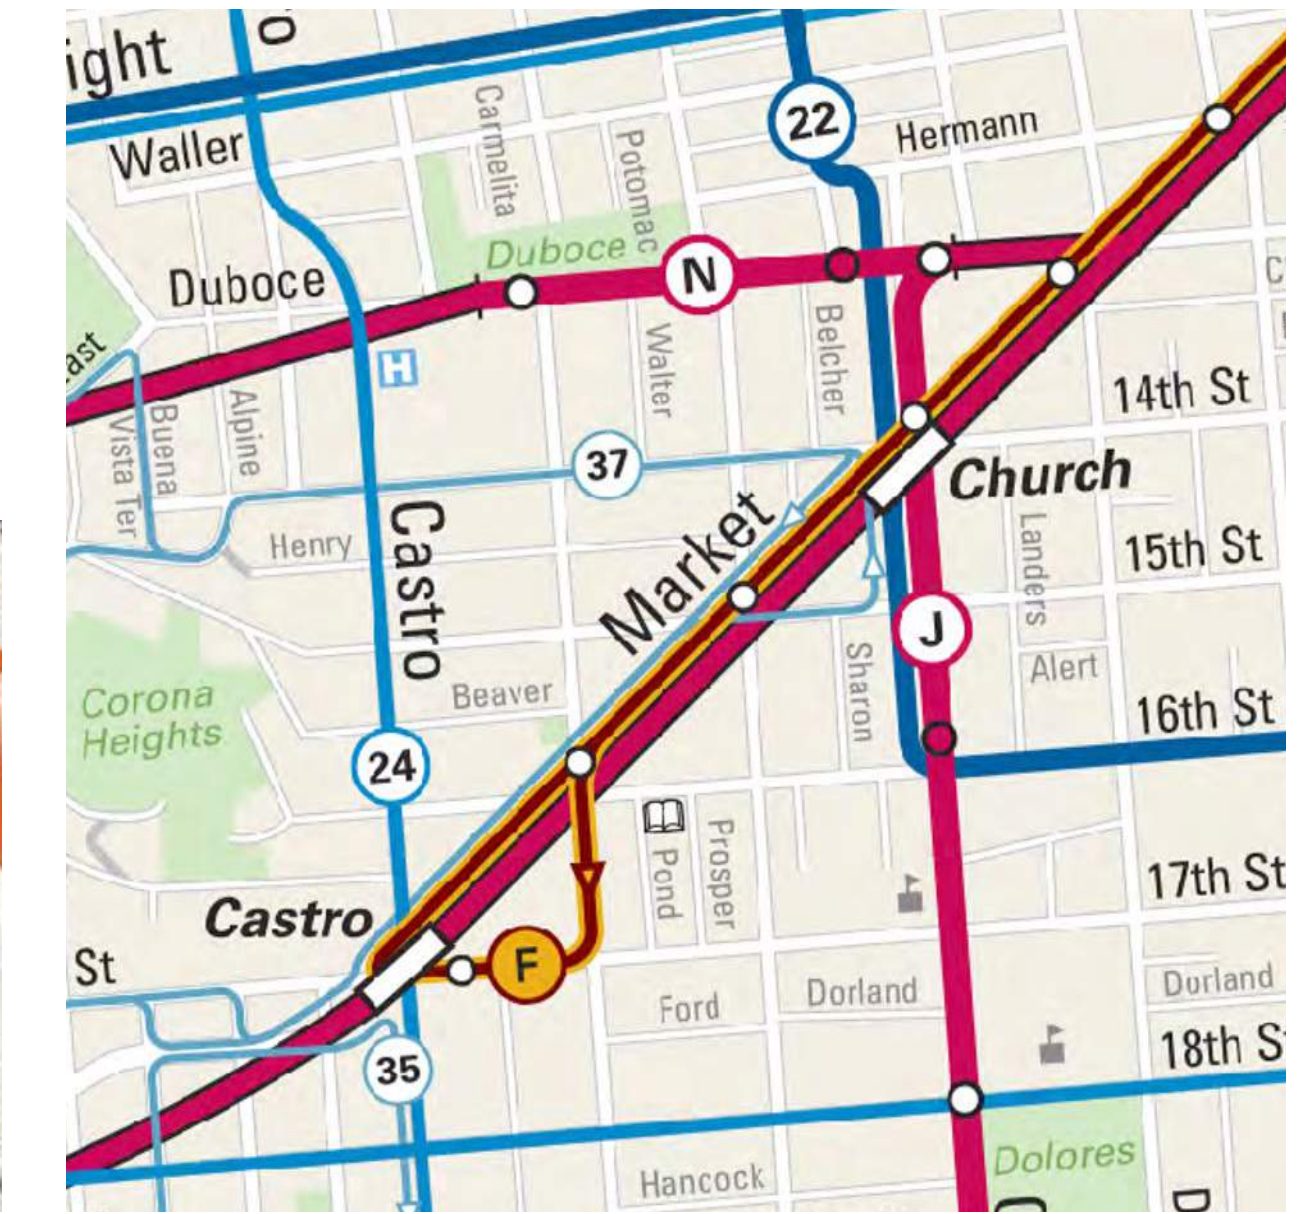 ight
Waller
Carmelita
Potomac
22
Hermann
Duboce
Duboce
N
Belcher
Walter
H
ast
Vista Ter
Buena
Alpine
14th St
37
Church
Castro
Market
Henry
Landers
15th St
J
Sharon
Alert
Beaver
Corona
Heights
16th St
24
Pond
Prosper
17th St
Castro
St
F
Ford
Dorland
Dorland
18th S
35
Dolores
Hancock